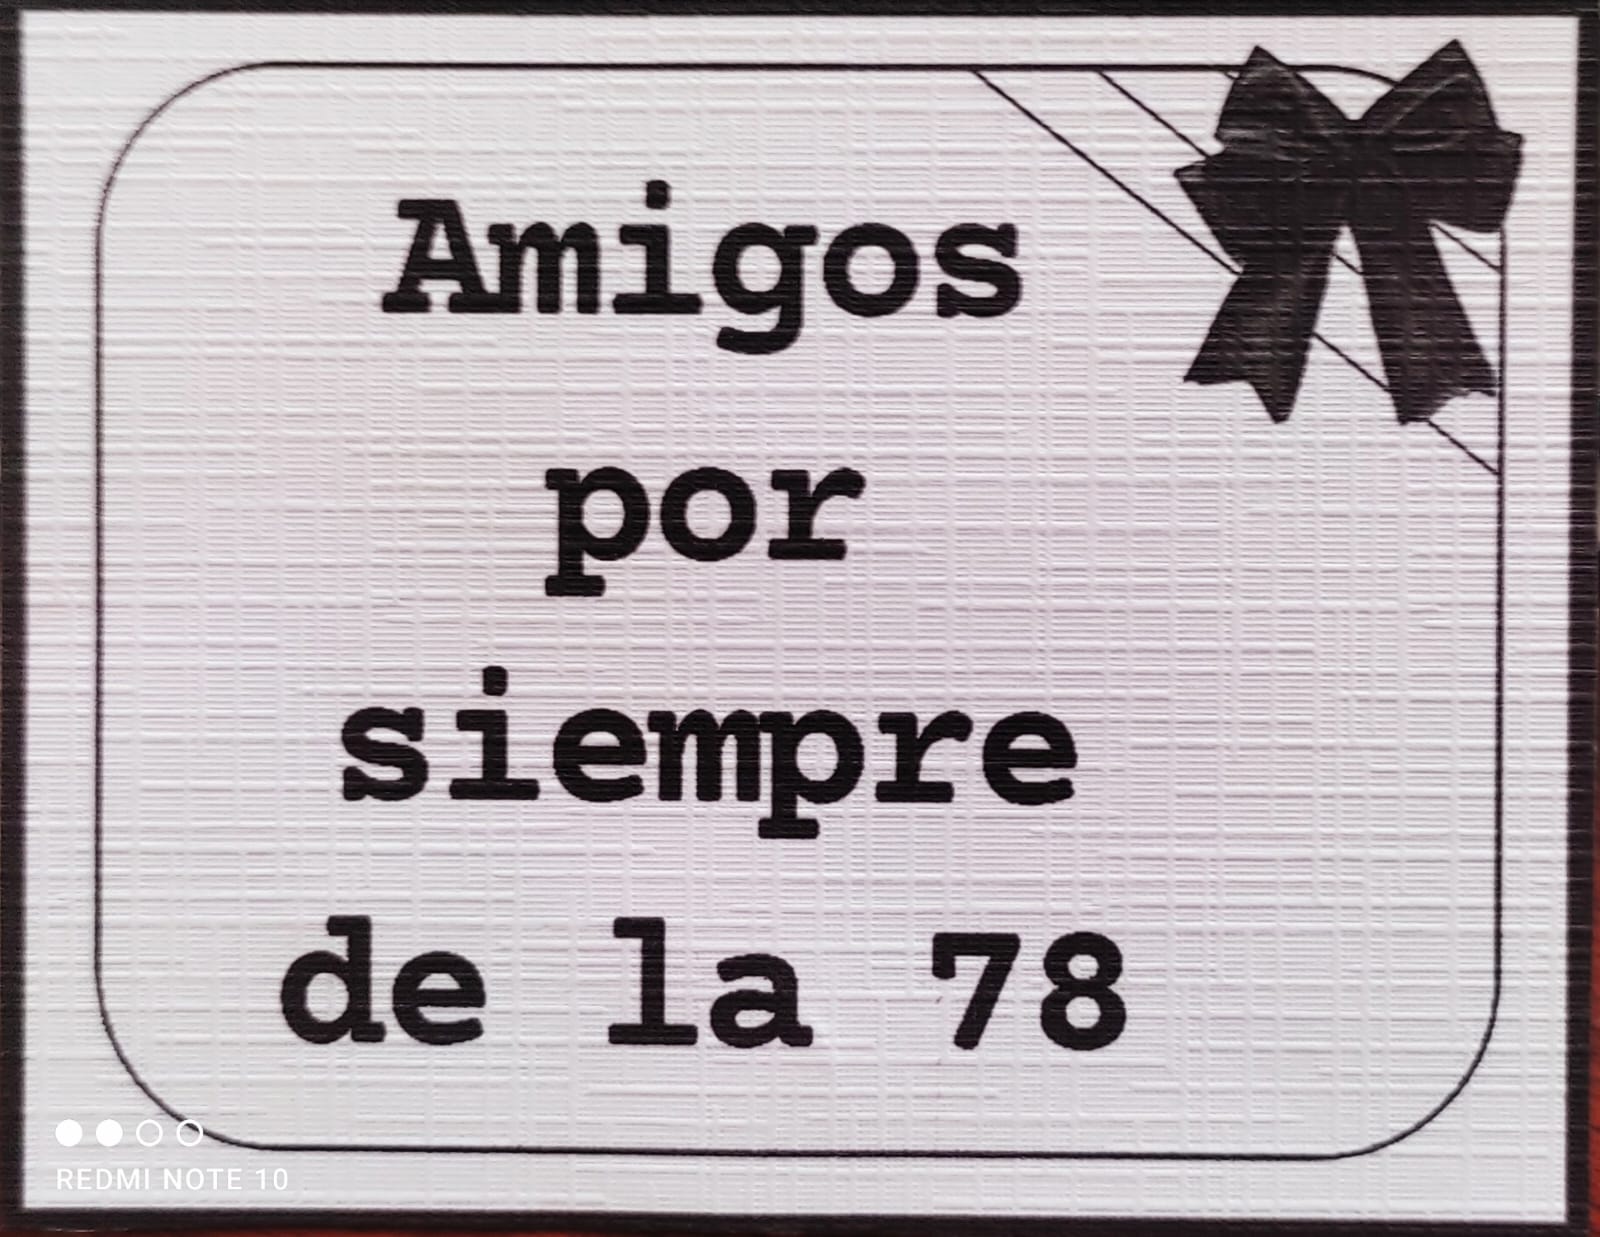 Amigos
por
siempre
de la 78
REDMI NOTE 10